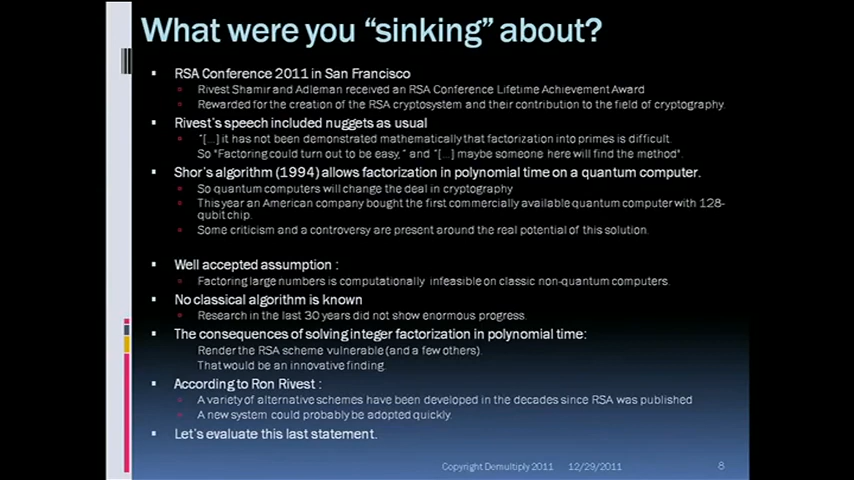 What were you “sinking” about?
RSA Conference 2011 in San Francisco
Rivest Shamir and Adleman received an RSA Conference Lifetime Achievement Award
Rewarded for the creation of the RSA cryptosystem and their contribution to the field of cryptography.
Rivest's speech included nuggets as usual
"[...] it has not been demonstrated mathematically that factorization into primes is difficult.
So "Factoring could turn out to be easy," and "[...] maybe someone here will find the method".
Shor's algorithm (1994) allows factorization in polynomial time on a quantum computer.
So quantum computers will change the deal in cryptography
This year an American company bought the first commercially available quantum computer with 128-
qubit chip.
Some criticism and a controversy are present around the real potential of this solution.
Well accepted assumption :
Factoring large numbers is computationally infeasible on classic non-quantum computers.
No classical algorithm is known
Research in the last 30 years did not show enormous progress.
The consequences of solving integer factorization in polynomial time:
Render the RSA scheme vulnerable (and a few others).
That would be an innovative finding.
According to Ron Rivest :
A variety of alternative schemes have been developed in the decades since RSA was published
A new system could probably be adopted quickly.
Let's evaluate this last statement.
Copyright Demultiply 2011 12/29/2011 8